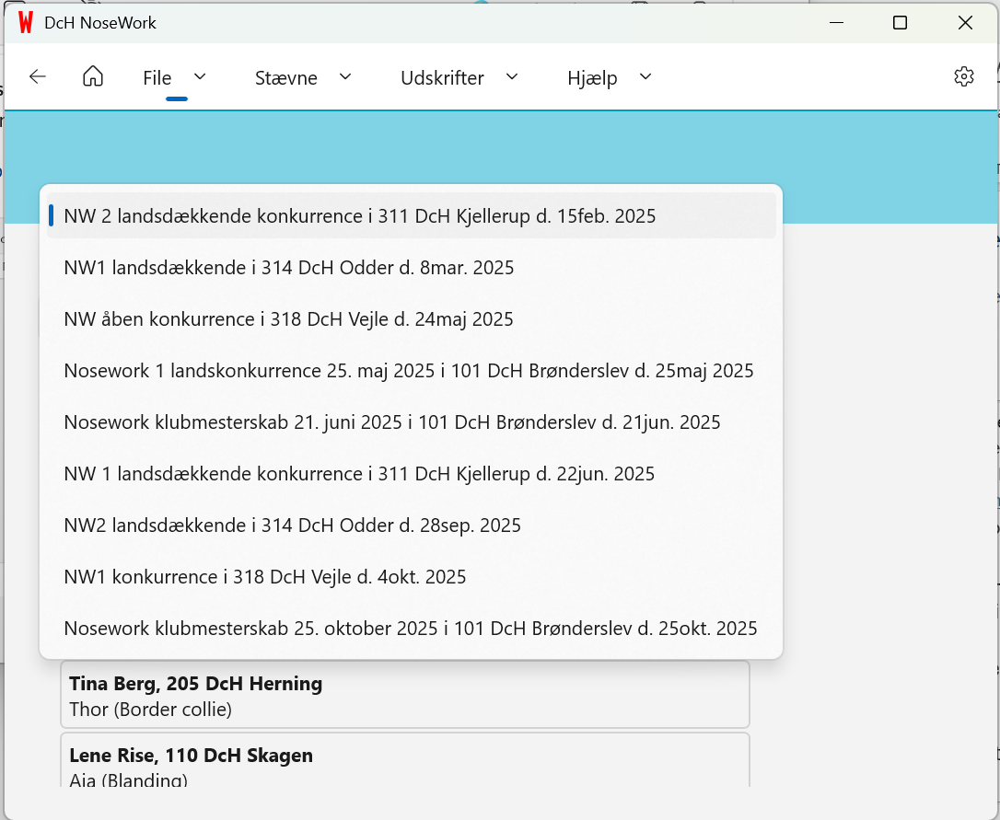 DcH NoseWork
File
Stævne
Udskrifter
Hjælp
NW 2 landsdækkende konkurrence i 311 DcH Kjellerup d. 15feb. 2025
NW1 landsdækkende i 314 DcH Odder d. 8mar. 2025
NW åben konkurrence i 318 DcH Vejle d. 24maj 2025
Nosework 1 landskonkurrence 25. maj 2025 i 101 DcH Brønderslev d. 25maj 2025
Nosework klubmesterskab 21. juni 2025 i 101 DcH Brønderslev d. 21jun. 2025
NW 1 landsdækkende konkurrence i 311 DcH Kjellerup d. 22jun. 2025
NW2 landsdækkende i 314 DcH Odder d. 28sep. 2025
NW1 konkurrence i 318 DcH Vejle d. 4okt. 2025
Nosework klubmesterskab 25. oktober 2025 i 101 DcH Brønderslev d. 25okt. 2025
Tina Berg, 205 DcH Herning
Thor (Border collie)
Lene Rise, 110 DcH Skagen
(Blanding)